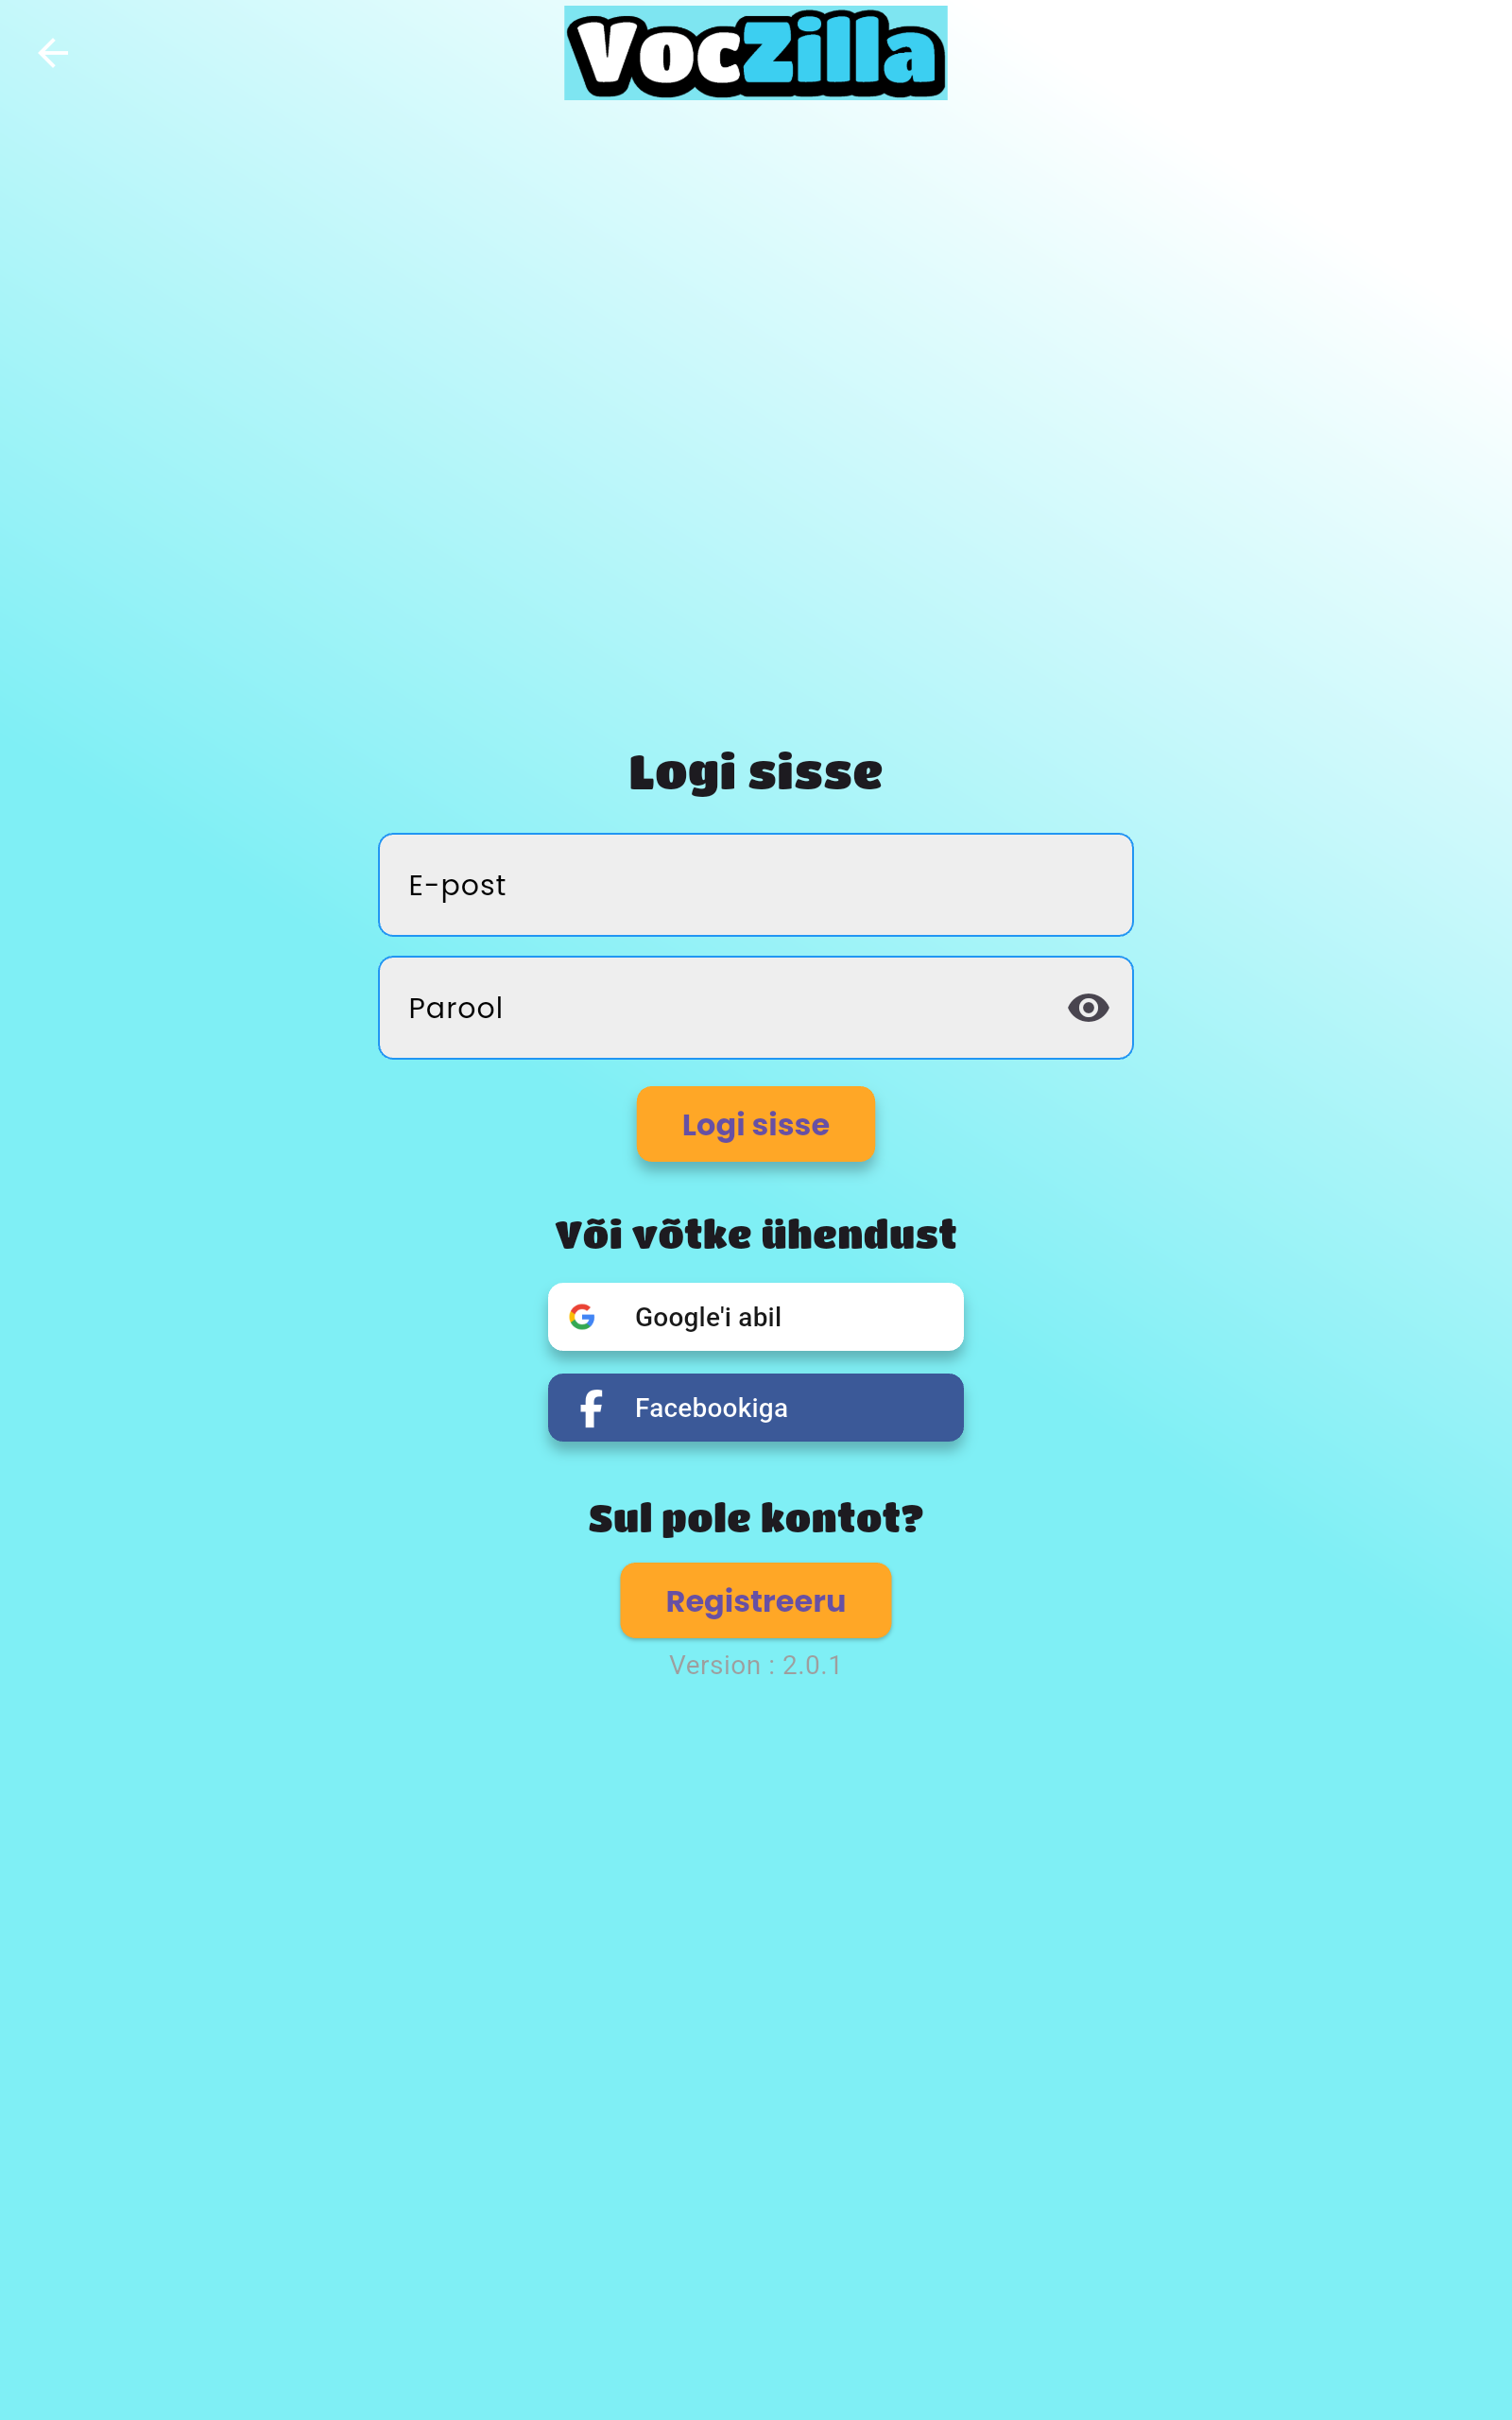 VocZilla
Logi sisse
E-post
Parool
Logi sisse
Või võtke ühendust
Google'i abil
Facebookiga
Sul pole kontot?
Registreeru
Version : 2.0.1